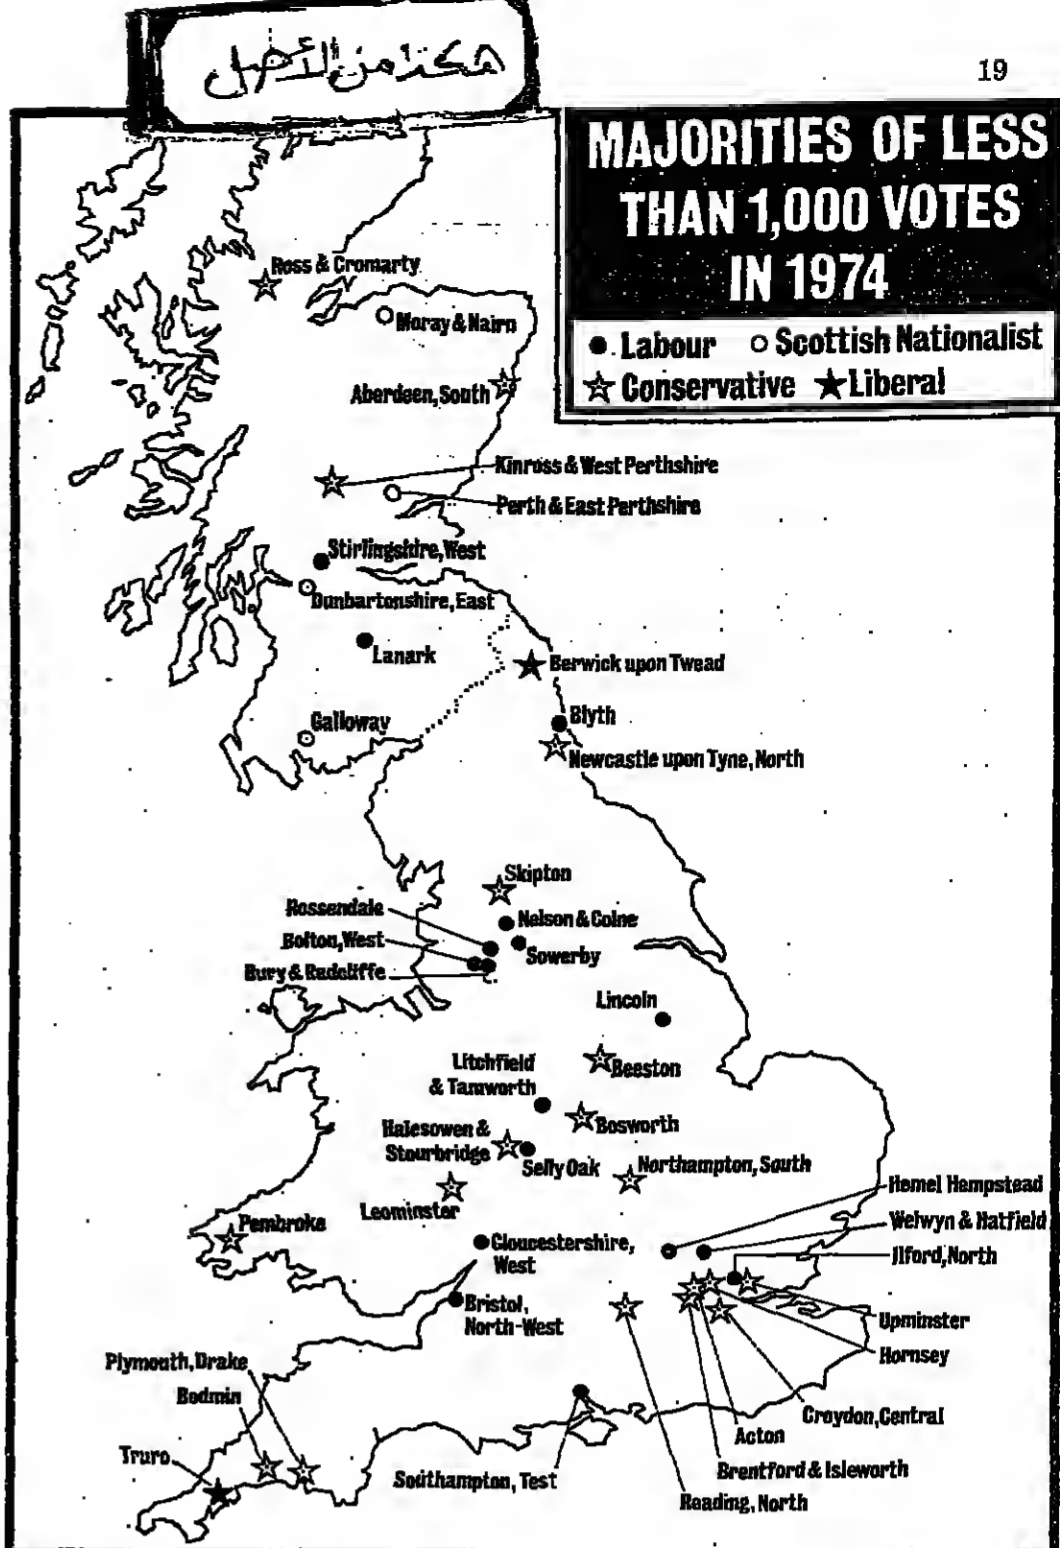 هكذا من الأصل
19
MAJORITIES OF LESS
THAN 1,000 VOTES
IN 1974
Labour
Scottish Nationalist
Conservative
Liberal
Ross & Cromarty
Moray & Nairn
Aberdeen, South
Kinross & West Perthshire
Perth & East Perthshire
Stirlingshire, West
Dunbartonshire, East
Lanark
Berwick upon Twead
Galloway
Blyth
Newcastle upon Tyne, North
Skipton
Rossendale
Nelson & Colne
Bolton, West
Sowerby
Bury & Radcliffe
Lincoln
Litchfield
& Tamworth
Beeston
Bosworth
Halesowen &
Stourbridge
Selly Oak
Northampton, South
Leominster
Hemel Hempstead
Pembroke
Welwyn & Hatfield
Gloucestershire,
West
Ilford, North
Bristol,
North-West
Upminster
Hornsey
Plymouth, Drake
Bodmin
Croydon, Central
Acton
Truro
Brentford & Isleworth
Southampton, Test
Reading, North